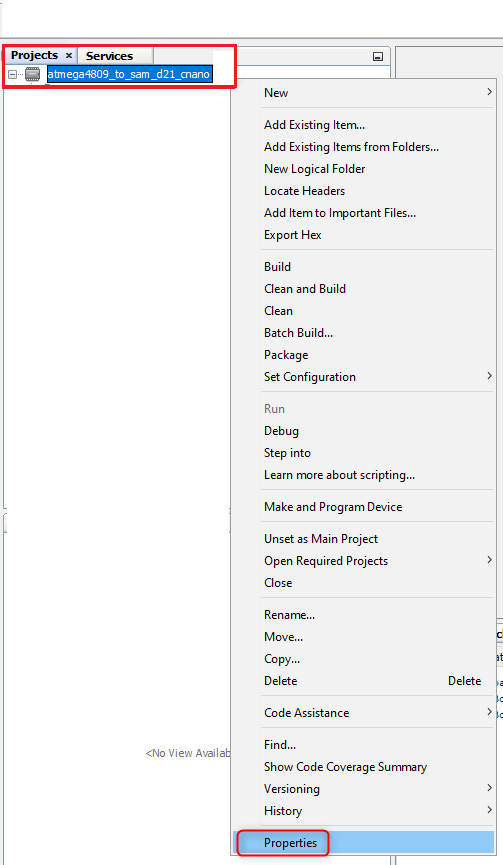 Projects × Services
atmega4809_to_sam_d21_cnano
New
Add Existing Item...
Add Existing Items from Folders...
New Logical Folder
Locate Headers
Add Item to Important Files...
Export Hex
Build
Clean and Build
Clean
Batch Build...
Package
Set Configuration
Run
Debug
Step into
Learn more about scripting...
Make and Program Device
Unset as Main Project
Open Required Projects
Close
Rename...
Move...
Copy...
Delete Delete
Code Assistance
Find...
<No View Availab
Show Code Coverage Summary
Versioning
History
Properties